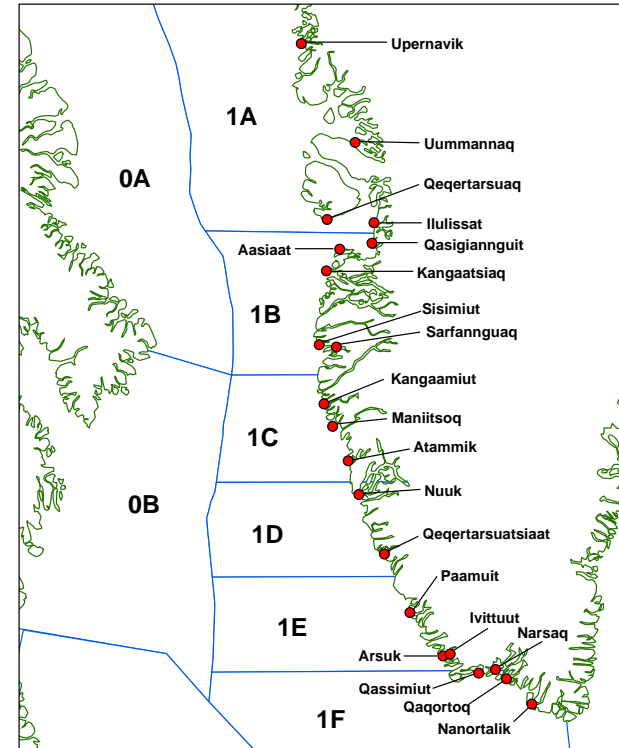 Upernavik
1A
Uummannaq
0A
Qeqertarsuaq
Ilulissat
Aasiaat
Qasigiannguit
Kangaatsiaq
Sisimiut
1B
Sarfannguaq
Kangaamiut
Maniitsoq
1C
Atammik
Nuuk
0B
1D
Qeqertarsuatsiaat
Paamuit
Ivittuut
1E
Narsaq
Arsuk
Qassimiut
Qaqortoq
1F
Nanortalik